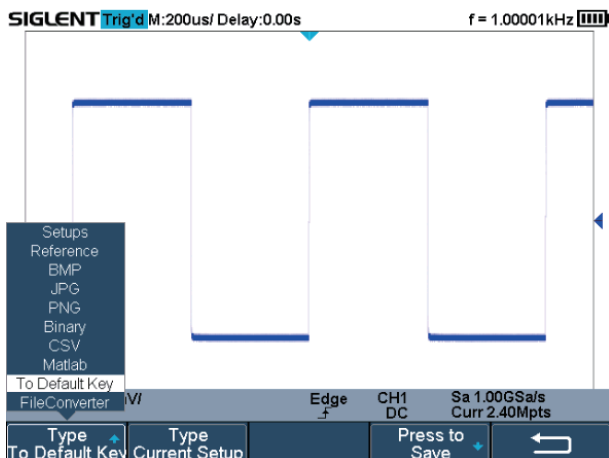 SIGLENT Trig'd M:200us/ Delay:0.00s f = 1.00001kHz
Setups
Reference
BMP
JPG
PNG
Binary
CSV
Matlab
To Default Key
FileConverter
V/ Edge CH1 Sa 1.00GSa/s
DC Curr 2.40Mpts
Type Type Press to
To Default Key Current Setup Save